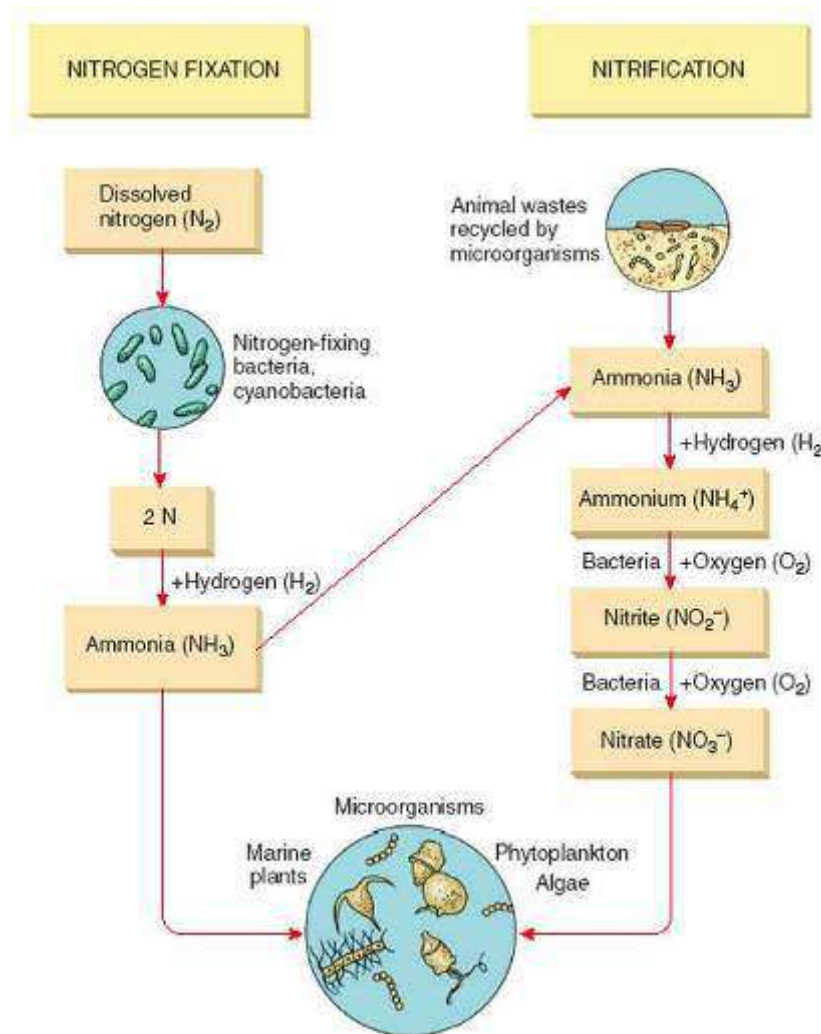 NITROGEN FIXATION
Dissolved
nitrogen (N₂)
Nitrogen-fixing
bacteria,
cyanobacteria
2 N
+Hydrogen (H₂)
Ammonia (NH₃)
NITRIFICATION
Animal wastes
recycled by
microorganisms
Ammonia (NH₃)
+Hydrogen (H₂
Ammonium (NH₄⁺)
Bacteria +Oxygen (O₂)
Nitrite (NO₂⁻)
Bacteria +Oxygen (O₂)
Nitrate (NO₃⁻)
Microorganisms
Marine
plants
Phytoplankton
Algae